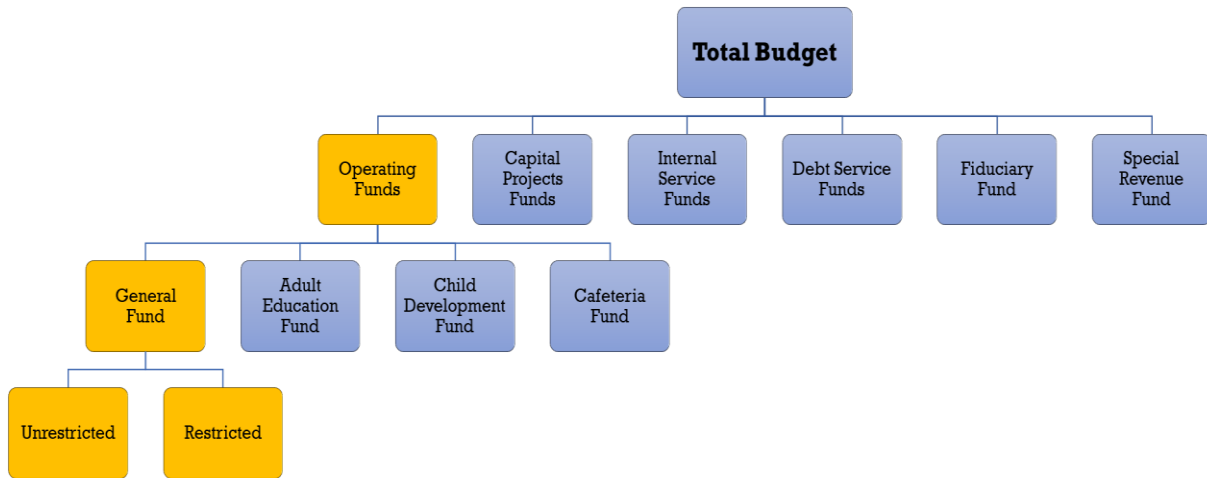 Total Budget
Operating
Funds
Capital
Projects
Funds
Internal
Service
Funds
Debt Service
Funds
Fiduciary
Fund
Special
Revenue
Fund
General
Fund
Adult
Education
Fund
Child
Development
Fund
Cafeteria
Fund
Unrestricted
Restricted